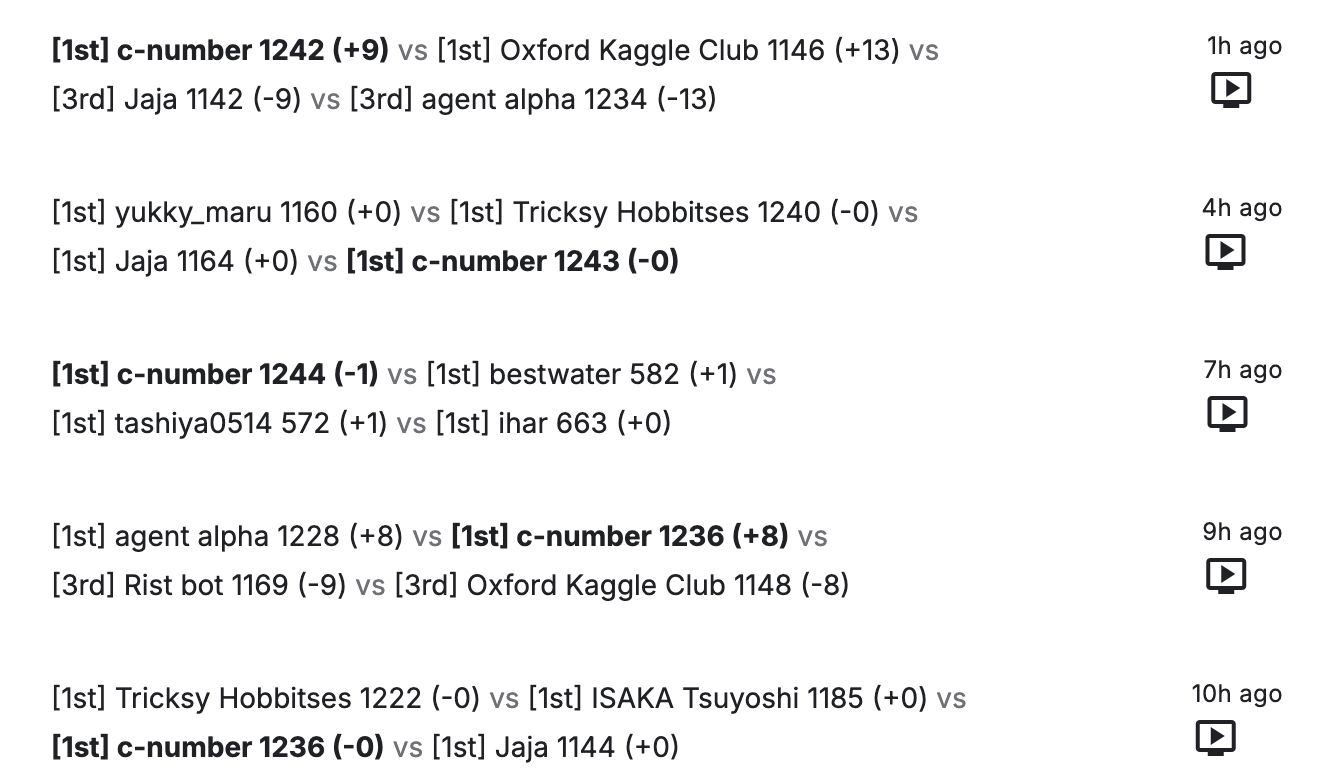 [1st] c-number 1242 (+9) vs [1st] Oxford Kaggle Club 1146 (+13) vs
1h ago
[3rd] Jaja 1142 (-9) vs [3rd] agent alpha 1234 (-13)
[1st] yukky_maru 1160 (+0) vs [1st] Tricksy Hobbitses 1240 (-0) vs
4h ago
[1st] Jaja 1164 (+0) vs [1st] c-number 1243 (-0)
[1st] c-number 1244 (-1) vs [1st] bestwater 582 (+1) vs
7h ago
[1st] tashiya0514 572 (+1) vs [1st] ihar 663 (+0)
[1st] agent alpha 1228 (+8) vs [1st] c-number 1236 (+8) vs
9h ago
[3rd] Rist bot 1169 (-9) vs [3rd] Oxford Kaggle Club 1148 (-8)
[1st] Tricksy Hobbitses 1222 (-0) vs [1st] ISAKA Tsuyoshi 1185 (+0) vs
10h ago
[1st] c-number 1236 (-0) vs [1st] Jaja 1144 (+0)